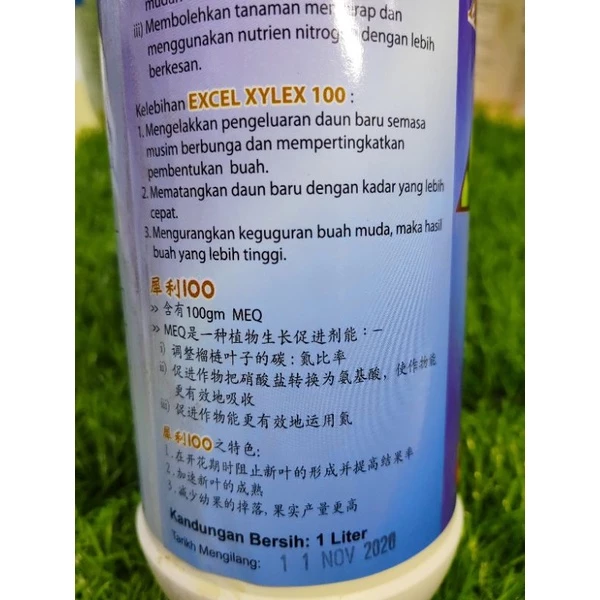 iii) Membolehkan tanaman menyerap dan
menggunakan nutrien nitrogen dengan lebih
berkesan.
Kelebihan EXCEL XYLEX 100 :
1. Mengelakkan pengeluaran daun baru semasa
musim berbunga dan mempertingkatkan
pembentukan buah.
2. Mematangkan daun baru dengan kadar yang lebih
cepat.
3. Mengurangkan keguguran buah muda, maka hasil
buah yang lebih tinggi.
犀利100
>> 含有100gm MEQ
>> MEQ是一种植物生长促进剂能：–
i) 调整榴梿叶子的碳：氮比率
ii) 促进作物把硝酸盐转换为氨基酸，使作物能
更有效地吸收
iii) 促进作物能更有效地运用氮
犀利100之特色：
1. 在开花期时阻止新叶的形成并提高结果率
2. 加速新叶的成熟
3. 减少幼果的掉落，果实产量更高
Kandungan Bersih: 1 Liter
Tarikh Mengilang: 11 NOV 2020